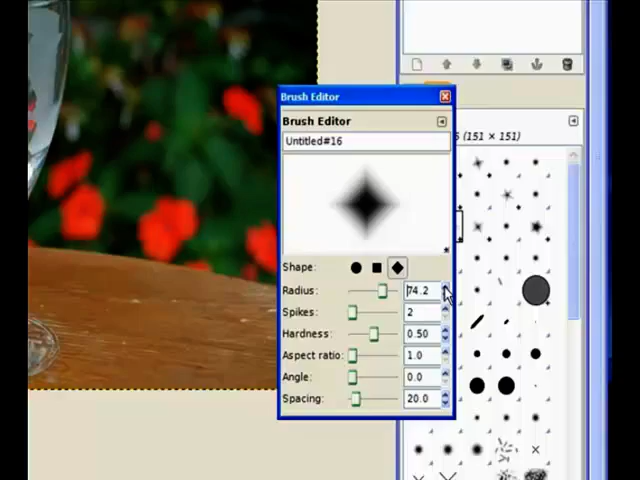 Brush Editor
Brush Editor
Untitled#16
(151 × 151)
Shape:
Radius: 74.2
Spikes: 2
Hardness: 0.50
Aspect ratio: 1.0
Angle: 0.0
Spacing: 20.0